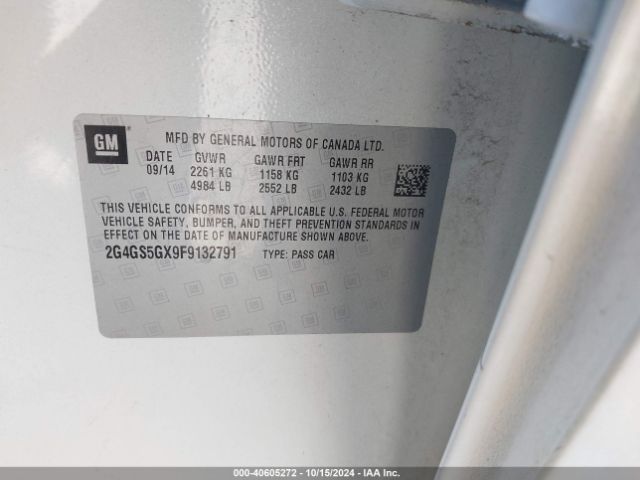 GM
MFD BY GENERAL MOTORS OF CANADA LTD.
DATE GVWR GAWR FRT GAWR RR
09/14 2261 KG 1158 KG 1103 KG
4984 LB 2552 LB 2432 LB
THIS VEHICLE CONFORMS TO ALL APPLICABLE U.S. FEDERAL MOTOR
VEHICLE SAFETY, BUMPER, AND THEFT PREVENTION STANDARDS IN
EFFECT ON THE DATE OF MANUFACTURE SHOWN ABOVE.
2G4GS5GX9F9132791 TYPE: PASS CAR
000-40605272 - 10/15/2024 - IAA Inc.